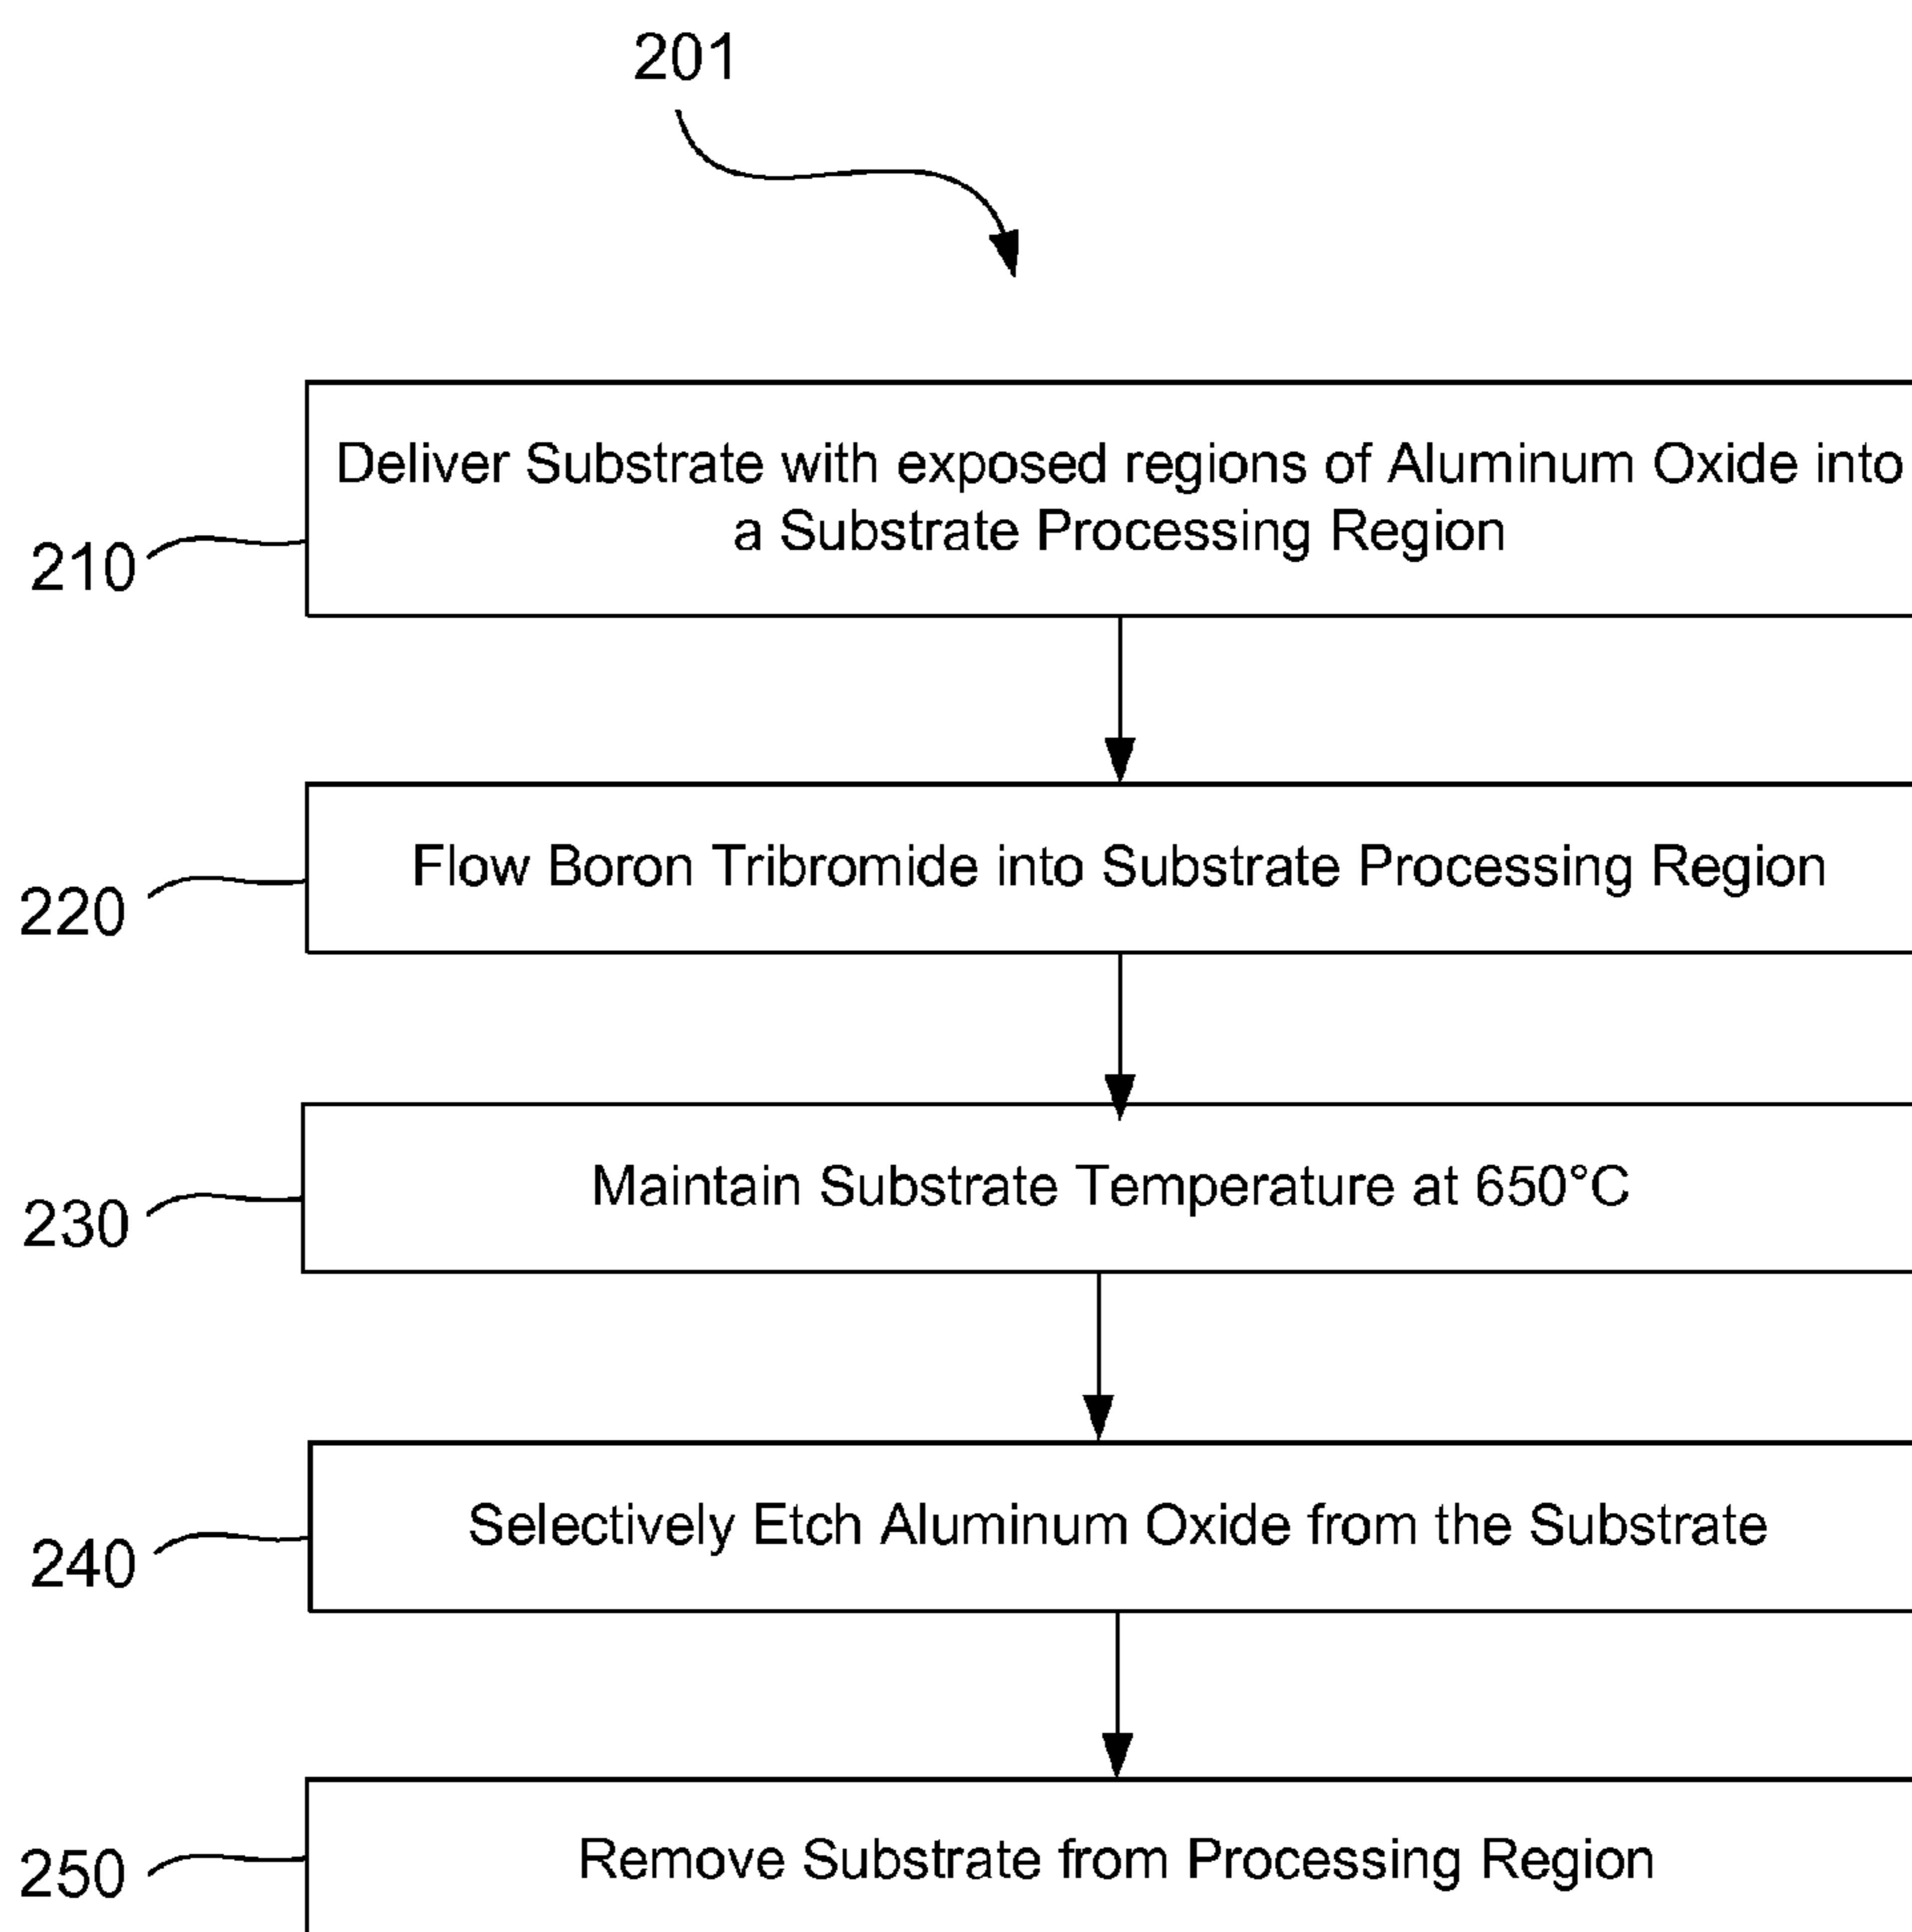 201
Deliver Substrate with exposed regions of Aluminum Oxide into
a Substrate Processing Region
210
Flow Boron Tribromide into Substrate Processing Region
220
Maintain Substrate Temperature at 650°C
230
Selectively Etch Aluminum Oxide from the Substrate
240
Remove Substrate from Processing Region
250